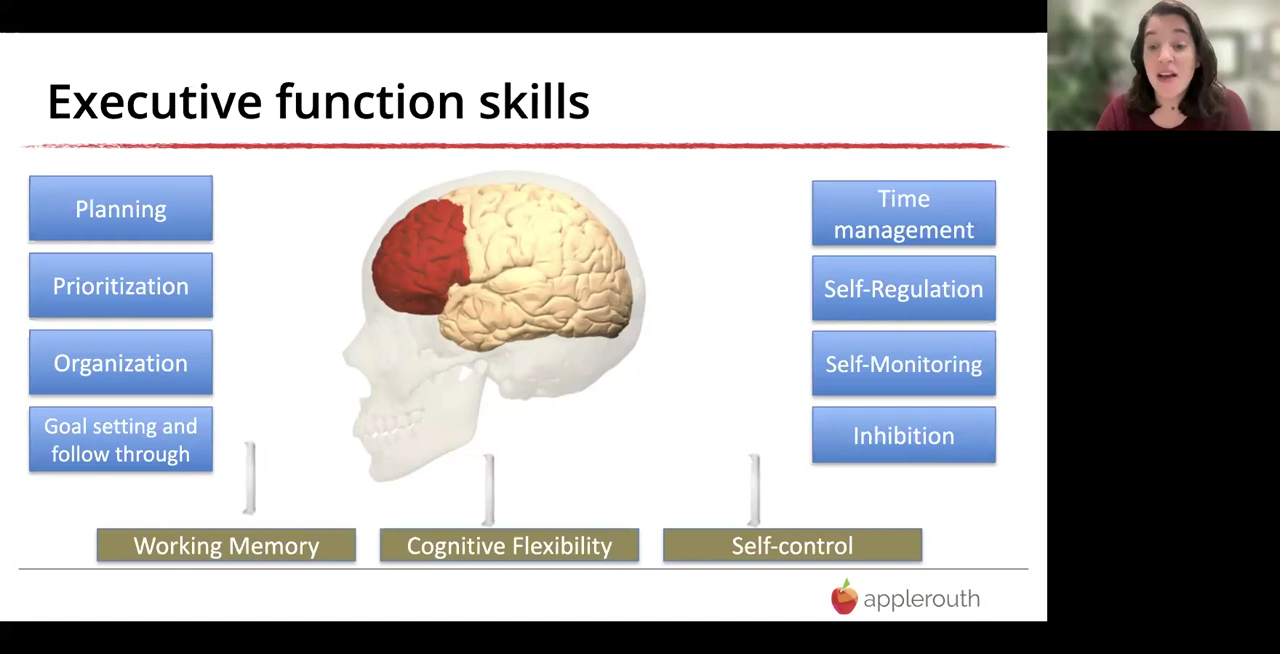 Executive function skills
Planning
Prioritization
Organization
Goal setting and
follow through
Time
management
Self-Regulation
Self-Monitoring
Inhibition
Working Memory
Cognitive Flexibility
Self-control
applerouth